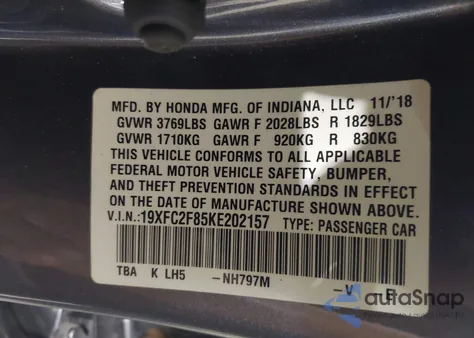 MFD. BY HONDA MFG. OF INDIANA, LLC 11/'18
GVWR 3769LBS GAWR F 2028LBS R 1829LBS
GVWR 1710KG GAWR F 920KG R 830KG
THIS VEHICLE CONFORMS TO ALL APPLICABLE
FEDERAL MOTOR VEHICLE SAFETY, BUMPER,
AND THEFT PREVENTION STANDARDS IN EFFECT
ON THE DATE OF MANUFACTURE SHOWN ABOVE.
V.I.N.:19XFC2F85KE202157 TYPE: PASSENGER CAR
TBA K LH5 -NH797M -V E
autoSnap